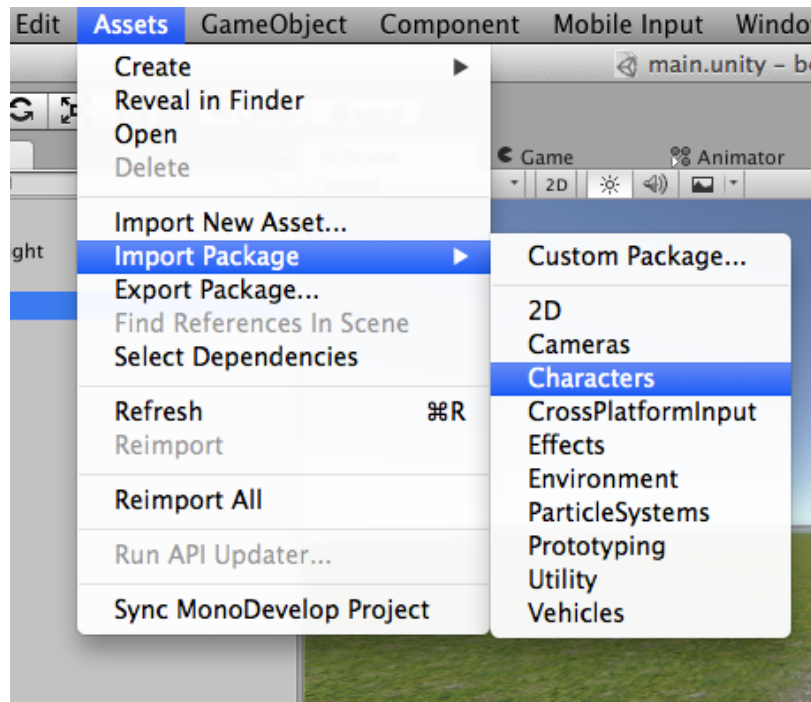 Edit Assets GameObject Component Mobile Input Windo
main.unity – b
Create
Reveal in Finder
Open
Delete
Import New Asset...
Import Package
Export Package...
Find References In Scene
Select Dependencies
Refresh ⌘R
Reimport
Reimport All
Run API Updater...
Sync MonoDevelop Project
Game Animator
2D
ght
Custom Package...
2D
Cameras
Characters
CrossPlatformInput
Effects
Environment
ParticleSystems
Prototyping
Utility
Vehicles